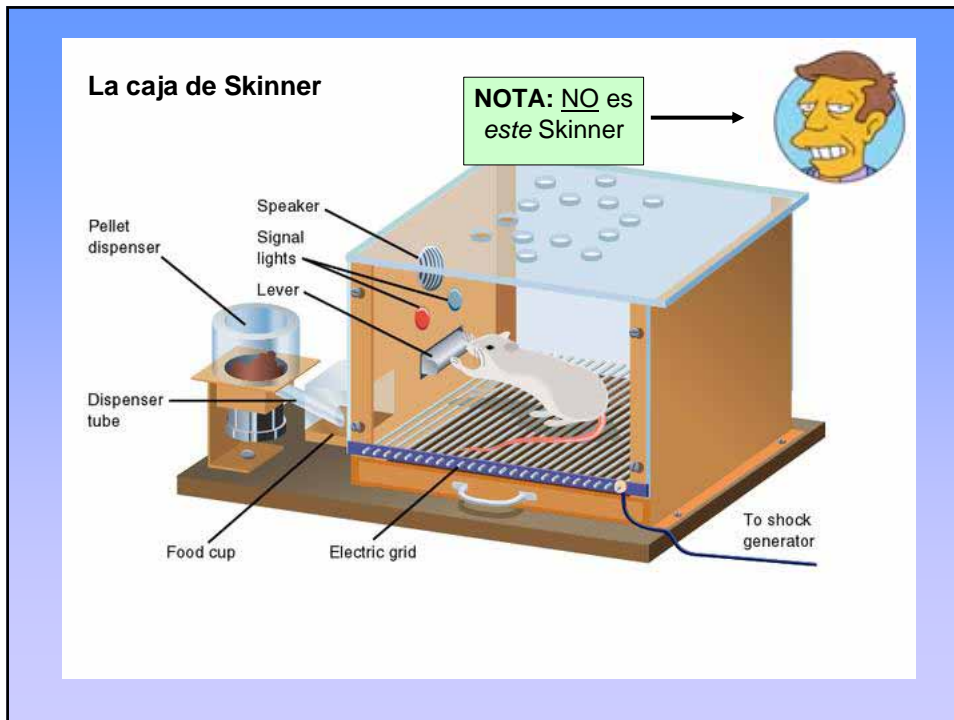 La caja de Skinner
NOTA: NO es
este Skinner
Speaker
Pellet
dispenser
Signal
lights
Lever
Dispenser
tube
Food cup
Electric grid
To shock
generator